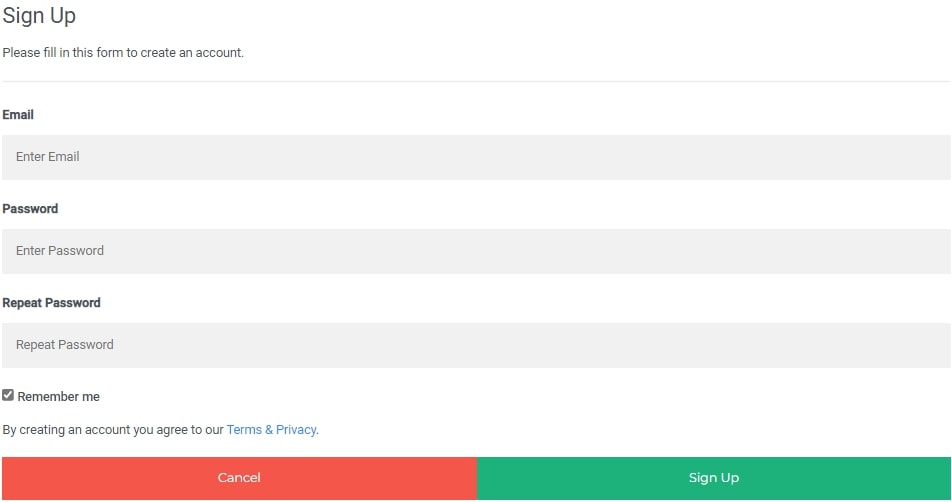 Sign Up
Please fill in this form to create an account.
Email
Enter Email
Password
Enter Password
Repeat Password
Repeat Password
Remember me
By creating an account you agree to our Terms & Privacy.
Cancel
Sign Up